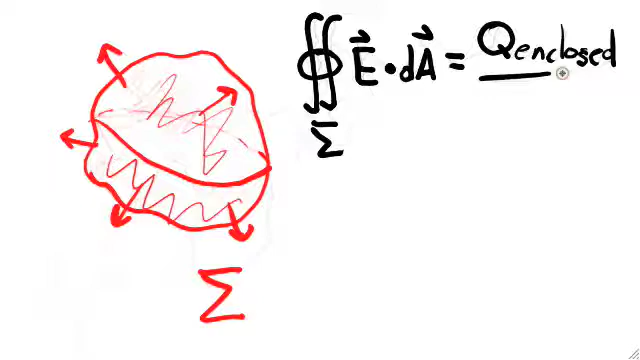 ∯ E⃗ • dA⃗ = Qenclosed
Σ
Σ